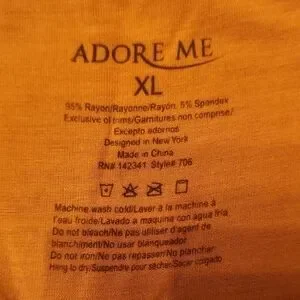 ADORE ME
XL
95% Rayon/Rayonne/Rayon, 5% Spandex
Exclusive of trims/Garnitures non comprise/
Excepto adornos
Designed in New York
Made in China
RN# 142341 Style# 706
Machine wash cold/Laver à la machine à
l'eau froide/Lavado a maquina con agua fria
Do not bleach/Ne pas utiliser d'agent de
blanchiment/No usar blanqueador
Do not iron/Ne pas repasser/No planchar
Hang to dry/Suspendre pour sécher/Sacar colgado